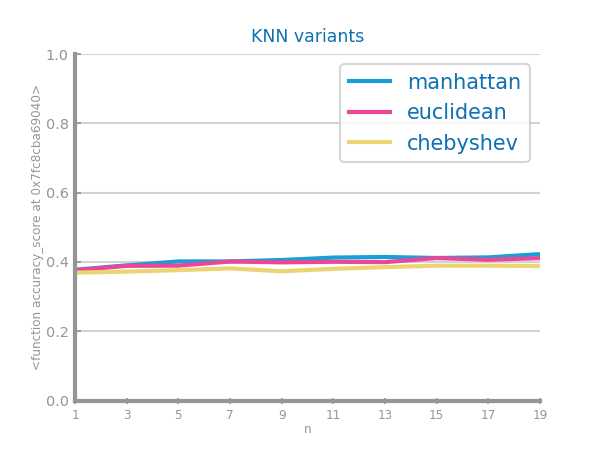 KNN variants
manhattan
euclidean
chebyshev
<function accuracy_score at 0x7fc8cba69040>
1.0
0.8
0.6
0.4
0.2
0.0
1 3 5 7 9 11 13 15 17 19
n